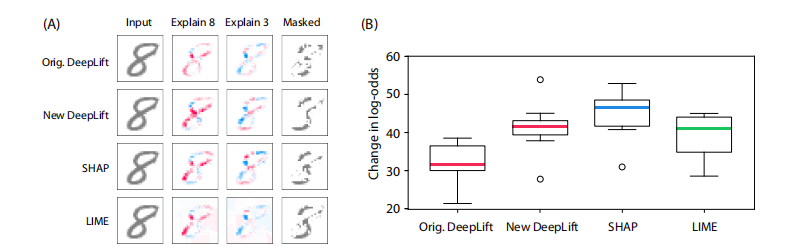 (A)
Input Explain 8 Explain 3 Masked
Orig. DeepLift
New DeepLift
SHAP
LIME
(B)
Change in log-odds
60
50
40
30
20
Orig. DeepLift New DeepLift SHAP LIME